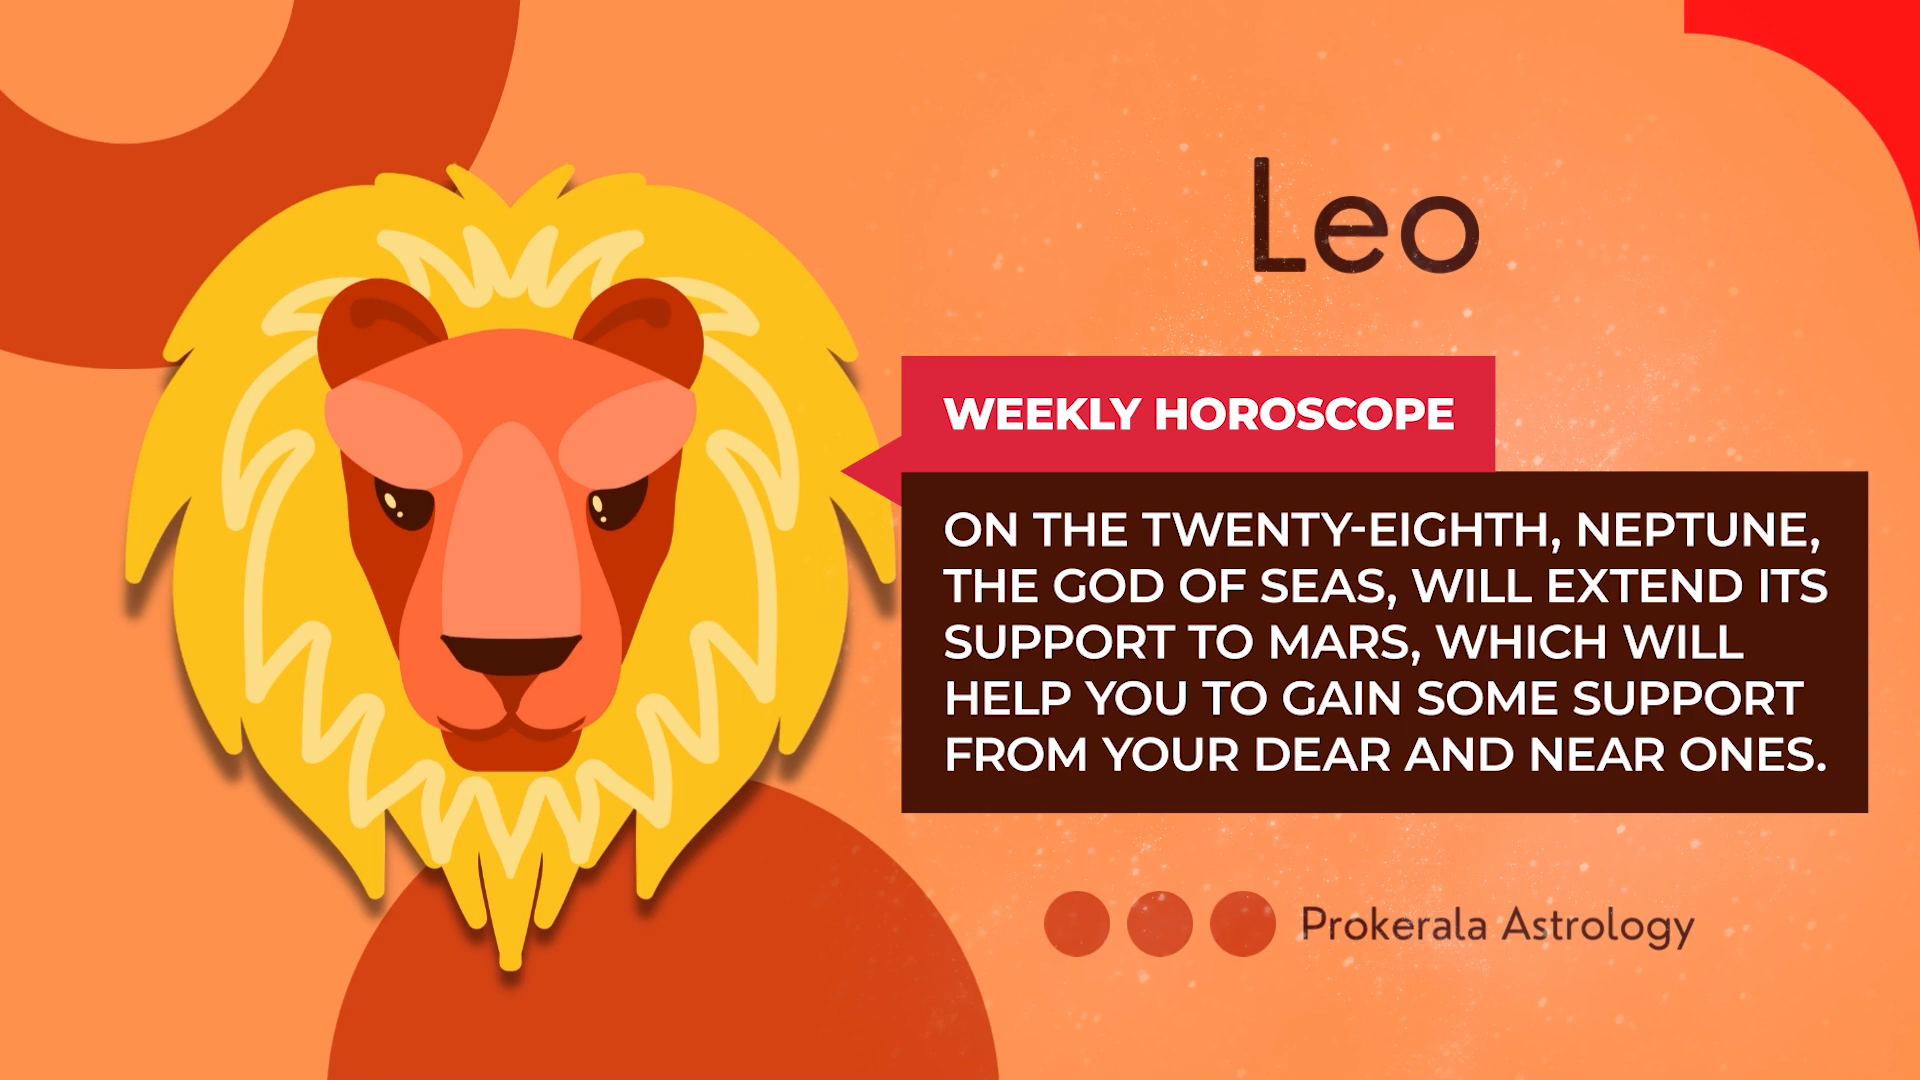 Leo
WEEKLY HOROSCOPE
ON THE TWENTY-EIGHTH, NEPTUNE,
THE GOD OF SEAS, WILL EXTEND ITS
SUPPORT TO MARS, WHICH WILL
HELP YOU TO GAIN SOME SUPPORT
FROM YOUR DEAR AND NEAR ONES.
Prokerala Astrology